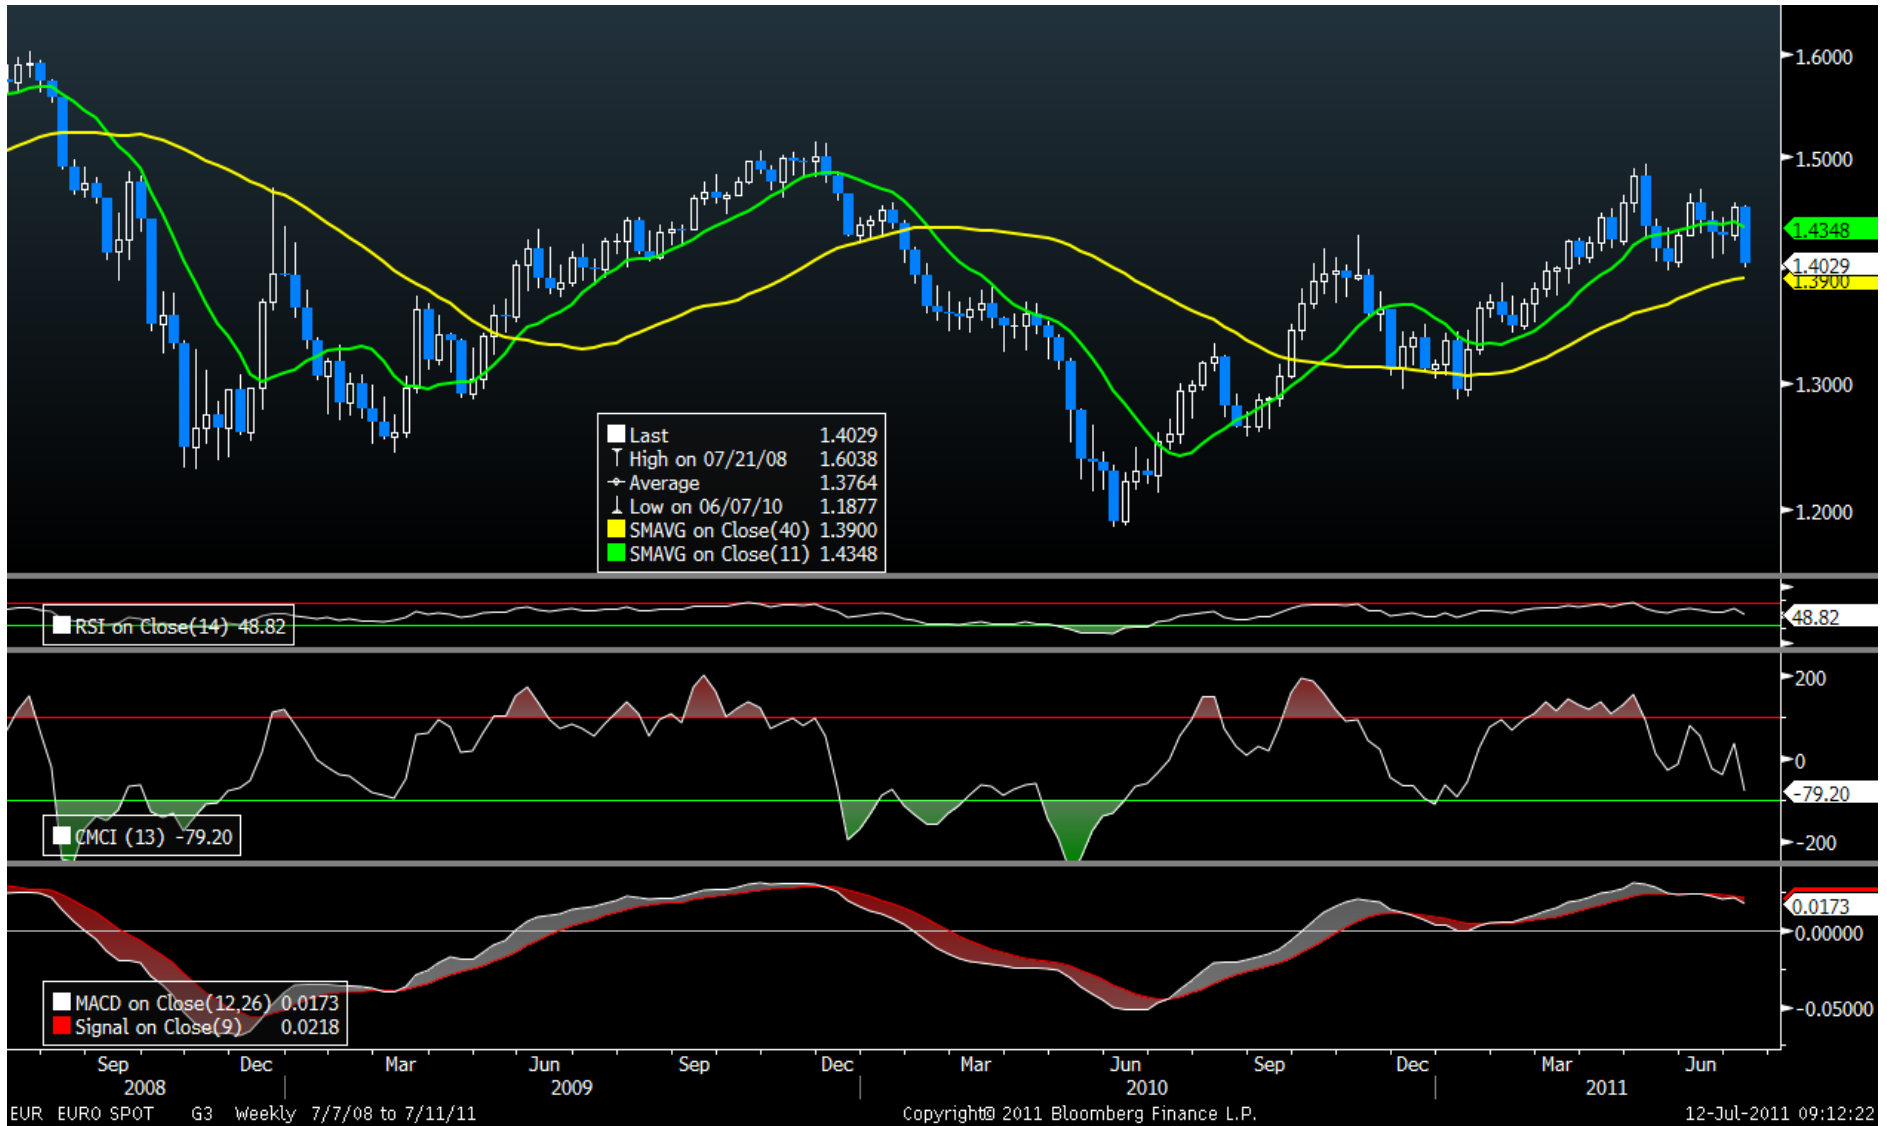 1.6000
1.5000
1.4348
1.4029
1.3900
1.3000
1.2000
Last 1.4029
High on 07/21/08 1.6038
Average 1.3764
Low on 06/07/10 1.1877
SMAVG on Close(40) 1.3900
SMAVG on Close(11) 1.4348
RSI on Close(14) 48.82
48.82
200
0
-79.20
-200
CMCI (13) -79.20
0.0173
0.00000
-0.05000
MACD on Close(12,26) 0.0173
Signal on Close(9) 0.0218
Sep Dec Mar Jun Sep Dec Mar Jun Sep Dec Mar Jun
2008 2009 2010 2011
EUR EURO SPOT G3 Weekly 7/7/08 to 7/11/11 Copyright© 2011 Bloomberg Finance L.P. 12-Jul-2011 09:12:22